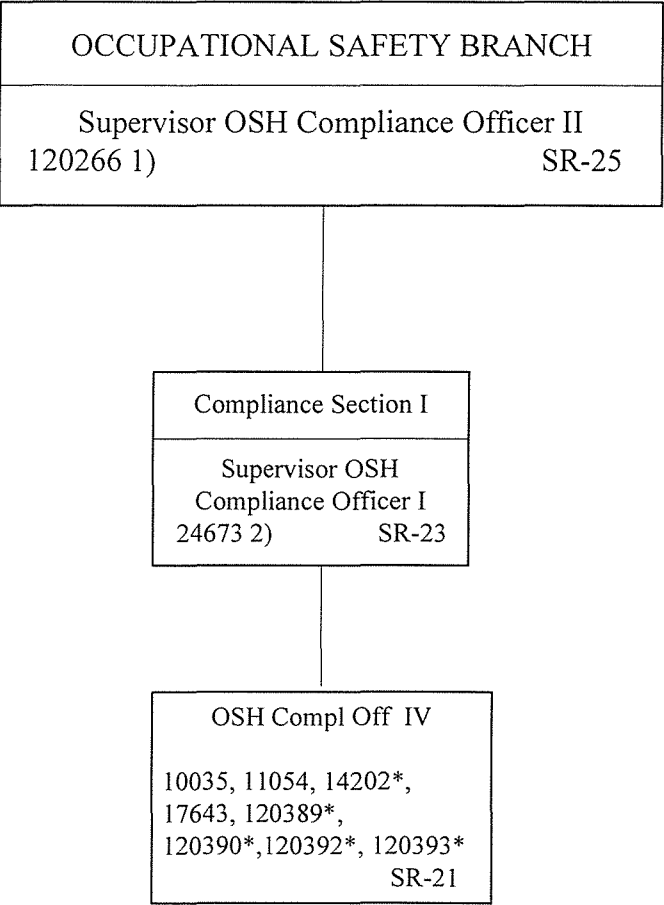 OCCUPATIONAL SAFETY BRANCH
Supervisor OSH Compliance Officer II
120266 1) SR-25
Compliance Section I
Supervisor OSH
Compliance Officer I
24673 2) SR-23
OSH Compl Off IV
10035, 11054, 14202*,
17643, 120389*,
120390*,120392*, 120393*
SR-21